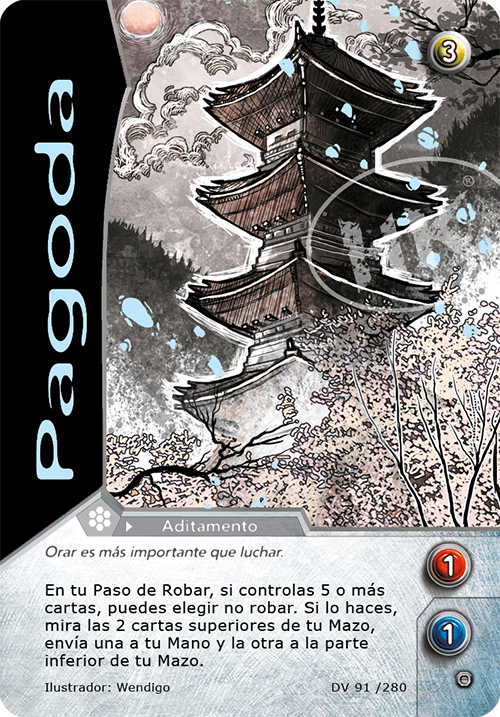 3
Pagoda
Aditamento
Orar es más importante que luchar.
1
En tu Paso de Robar, si controlas 5 o más
cartas, puedes elegir no robar. Si lo haces,
mira las 2 cartas superiores de tu Mazo,
envía una a tu Mano y la otra a la parte
inferior de tu Mazo.
1
Ilustrador: Wendigo
DV 91 /280